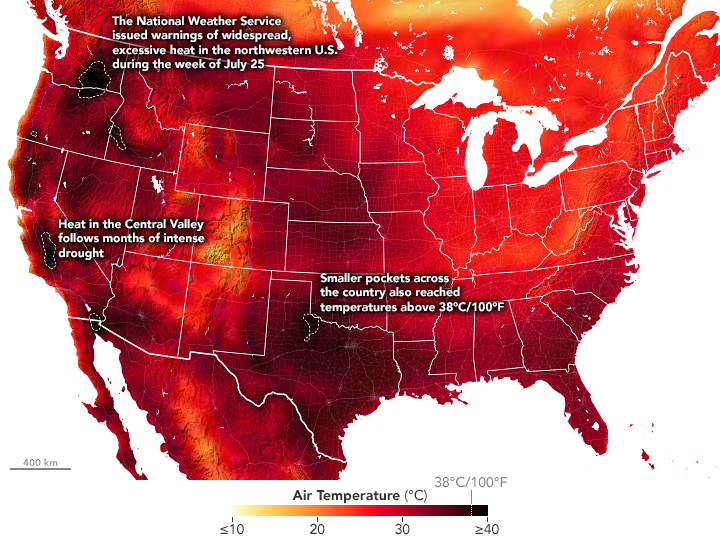 The National Weather Service
issued warnings of widespread,
excessive heat in the northwestern U.S.
during the week of July 25
Heat in the Central Valley
follows months of intense
drought
Smaller pockets across
the country also reached
temperatures above 38°C/100°F
400 km
38°C/100°F
Air Temperature (°C)
≤10 20 30 ≥40